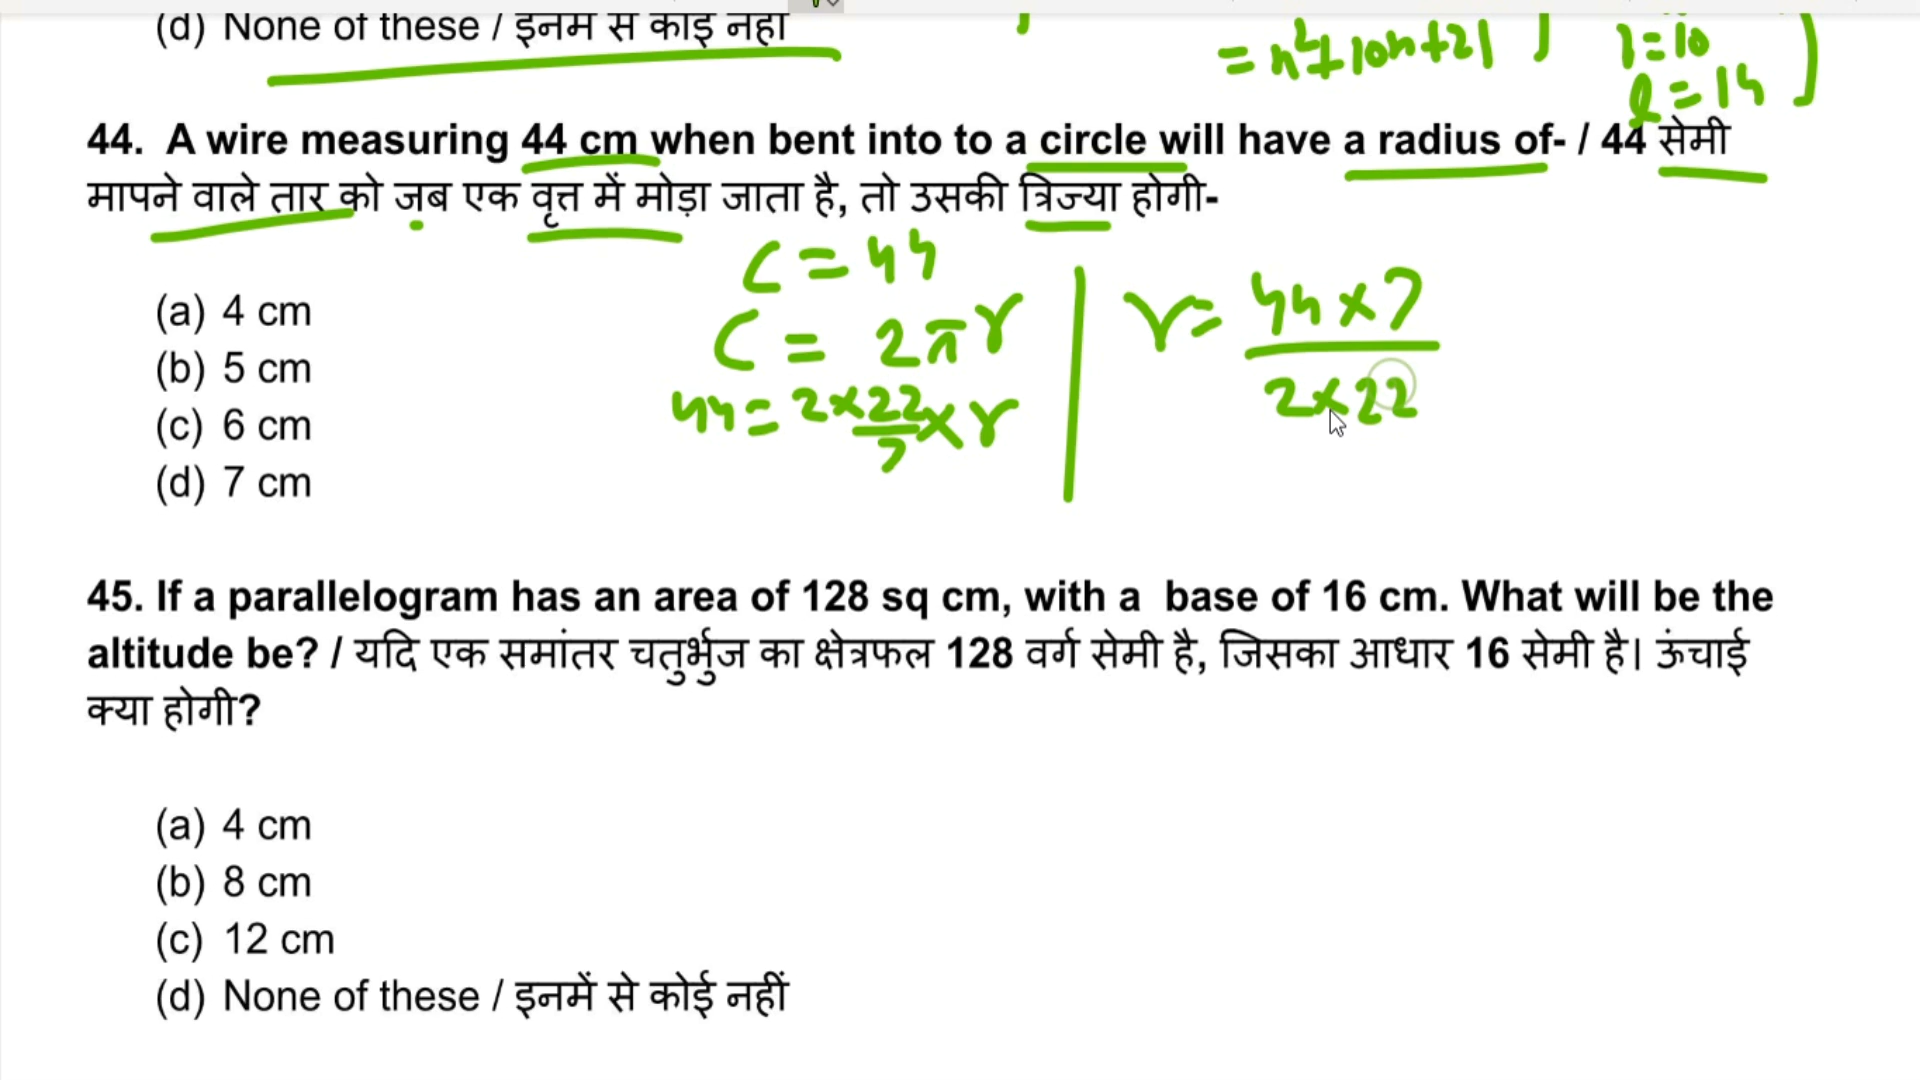 (d) None of these / इनमें से कोई नहीं
= n²+10n+21
l=10
l=14
44. A wire measuring 44 cm when bent into to a circle will have a radius of- / 44 सेमी
मापने वाले तार को जब एक वृत्त में मोड़ा जाता है, तो उसकी त्रिज्या होगी-
C = 44
(a) 4 cm
(b) 5 cm
(c) 6 cm
(d) 7 cm
C = 2πr
44 = 2×22/7×r
r = 44×7
2×22
45. If a parallelogram has an area of 128 sq cm, with a base of 16 cm. What will be the
altitude be? / यदि एक समांतर चतुर्भुज का क्षेत्रफल 128 वर्ग सेमी है, जिसका आधार 16 सेमी है। ऊंचाई
क्या होगी?
(a) 4 cm
(b) 8 cm
(c) 12 cm
(d) None of these / इनमें से कोई नहीं